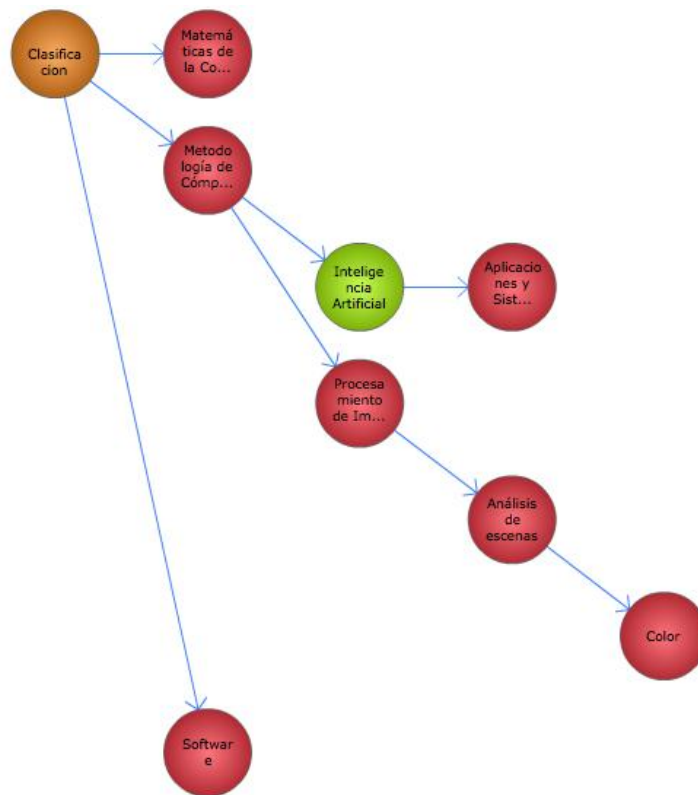 Clasifica
cion
Matemá
ticas de
la Co...
Metodo
logía de
Cómp...
Intelige
ncia
Artificial
Aplicacio
nes y
Sist...
Procesa
miento
de Im...
Análisis
de
escenas
Color
Softwar
e